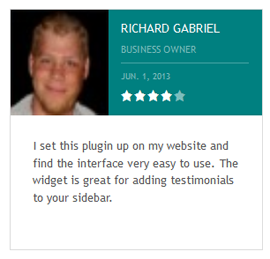 RICHARD GABRIEL
BUSINESS OWNER
JUN. 1, 2013
I set this plugin up on my website and
find the interface very easy to use. The
widget is great for adding testimonials
to your sidebar.